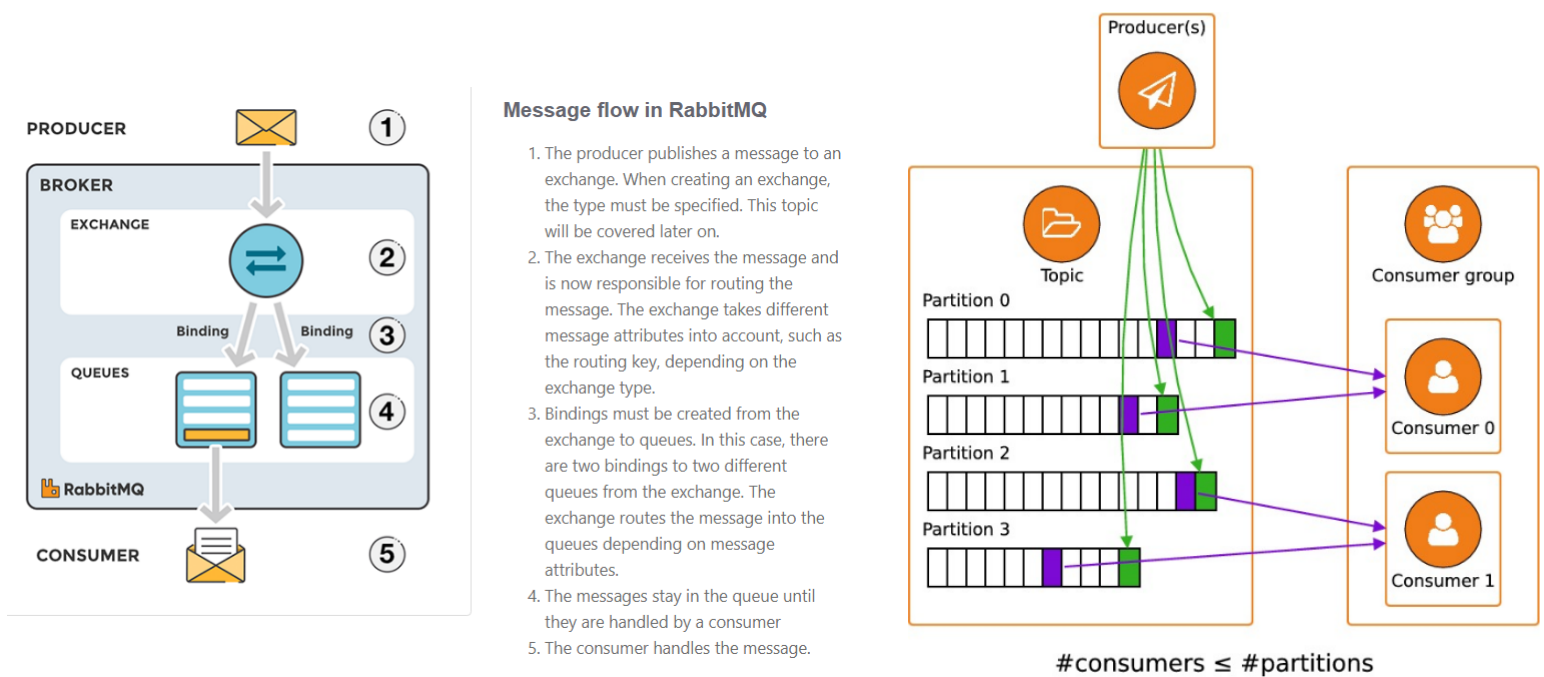 PRODUCER
1
BROKER
EXCHANGE
2
Binding
Binding
3
QUEUES
4
RabbitMQ
CONSUMER
5
Message flow in RabbitMQ
1. The producer publishes a message to an
exchange. When creating an exchange,
the type must be specified. This topic
will be covered later on.
2. The exchange receives the message and
is now responsible for routing the
message. The exchange takes different
message attributes into account, such as
the routing key, depending on the
exchange type.
3. Bindings must be created from the
exchange to queues. In this case, there
are two bindings to two different
queues from the exchange. The
exchange routes the message into the
queues depending on message
attributes.
4. The messages stay in the queue until
they are handled by a consumer
5. The consumer handles the message.
Producer(s)
Topic
Partition 0
Partition 1
Partition 2
Partition 3
Consumer group
Consumer 0
Consumer 1
#consumers ≤ #partitions